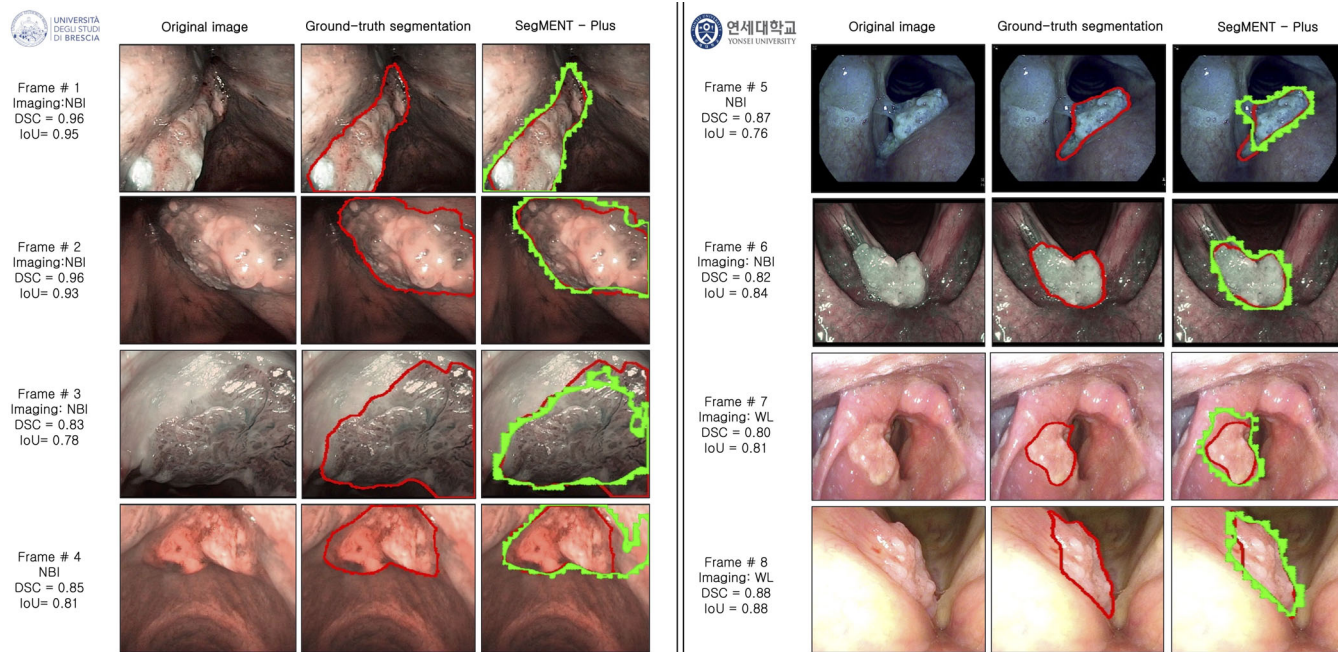 UNIVERSITÀ
DEGLI STUDI
DI BRESCIA
Original image
Ground-truth segmentation
SegMENT - Plus
Frame # 1
Imaging:NBI
DSC = 0.96
IoU= 0.95
Frame # 2
Imaging:NBI
DSC = 0.96
IoU= 0.93
Frame # 3
Imaging: NBI
DSC = 0.83
IoU= 0.78
Frame # 4
NBI
DSC = 0.85
IoU= 0.81
연세대학교
YONSEI UNIVERSITY
Original image
Ground-truth segmentation
SegMENT - Plus
Frame # 5
NBI
DSC = 0.87
IoU = 0.76
Frame # 6
Imaging: NBI
DSC = 0.82
IoU = 0.84
Frame # 7
Imaging: WL
DSC = 0.80
IoU = 0.81
Frame # 8
Imaging: WL
DSC = 0.88
IoU = 0.88